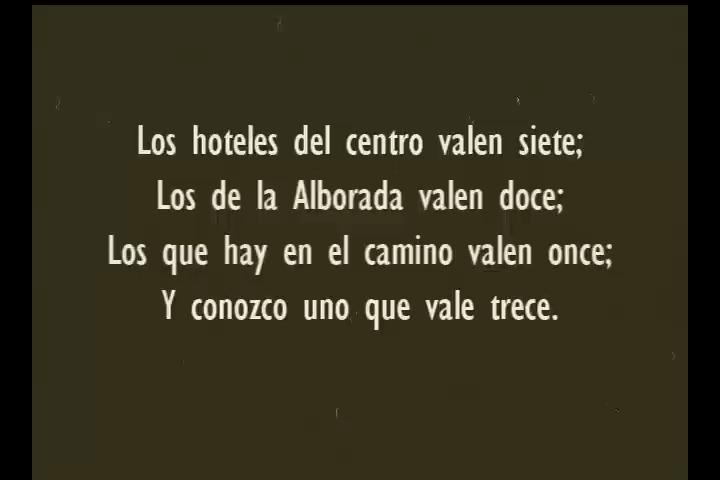 Los hoteles del centro valen siete;
Los de la Alborada valen doce;
Los que hay en el camino valen once;
Y conozco uno que vale trece.